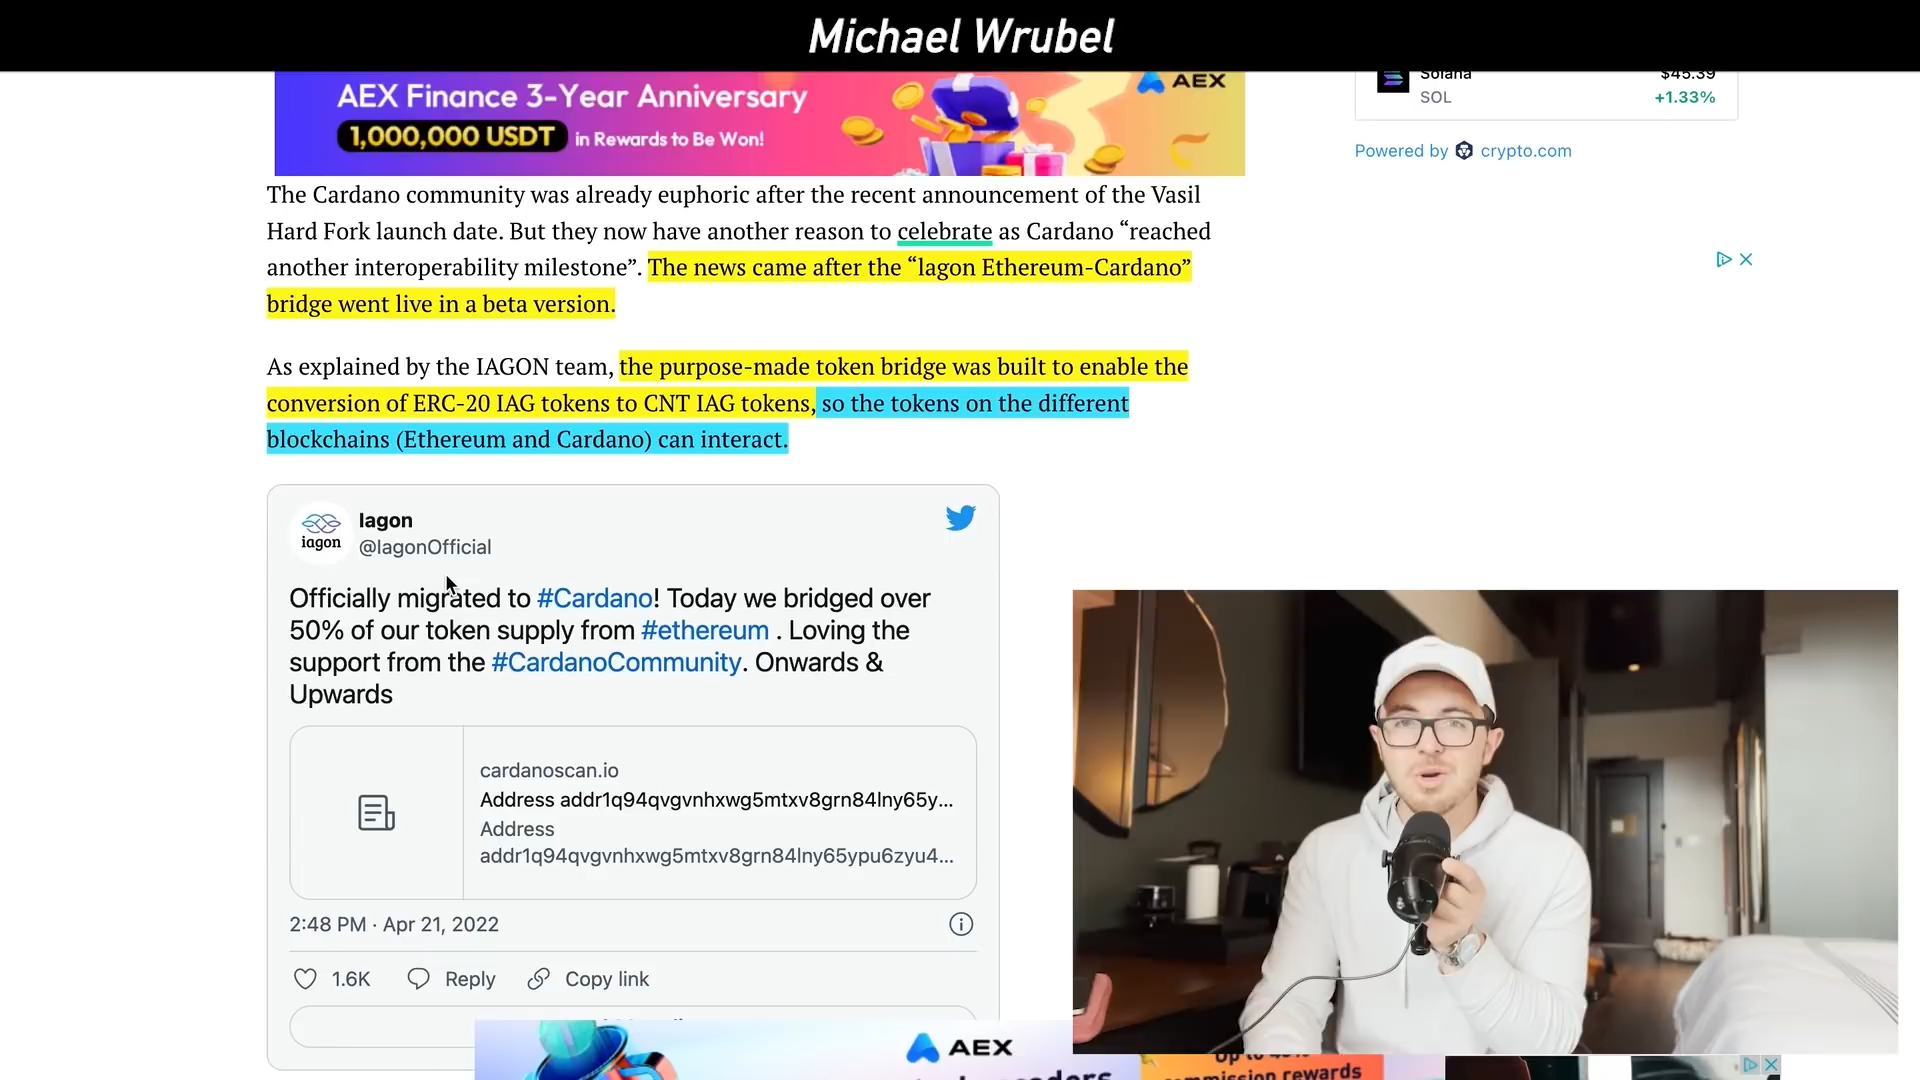 Michael Wrubel
AEX Finance 3-Year Anniversary
1,000,000 USDT in Rewards to Be Won!
AEX
Solana $45.39
SOL +1.33%
Powered by crypto.com
The Cardano community was already euphoric after the recent announcement of the Vasil
Hard Fork launch date. But they now have another reason to celebrate as Cardano “reached
another interoperability milestone”. The news came after the “lagon Ethereum-Cardano”
bridge went live in a beta version.
As explained by the IAGON team, the purpose-made token bridge was built to enable the
conversion of ERC-20 IAG tokens to CNT IAG tokens, so the tokens on the different
blockchains (Ethereum and Cardano) can interact.
iagon
Iagon
@IagonOfficial
Officially migrated to #Cardano! Today we bridged over
50% of our token supply from #ethereum . Loving the
support from the #CardanoCommunity. Onwards &
Upwards
cardanoscan.io
Address addr1q94qvgvnhxwg5mtxv8grn84lny65y...
Address
addr1q94qvgvnhxwg5mtxv8grn84lny65ypu6zyu4...
2:48 PM · Apr 21, 2022
1.6K Reply Copy link
AEX
commission rewards